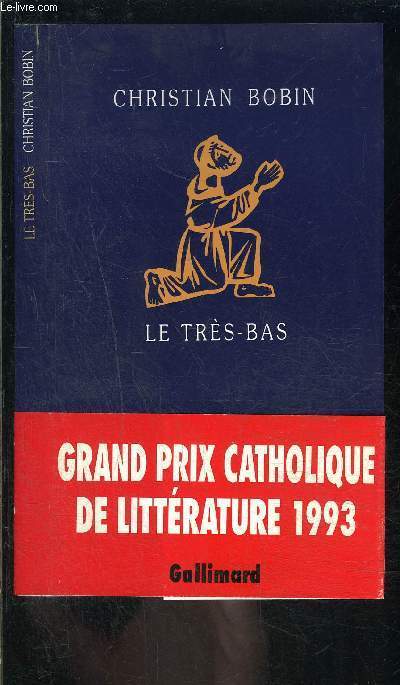 Le-livre.com
LE TRÈS-BAS CHRISTIAN BOBIN
CHRISTIAN BOBIN
LE TRÈS-BAS
GRAND PRIX CATHOLIQUE
DE LITTÉRATURE 1993
Gallimard